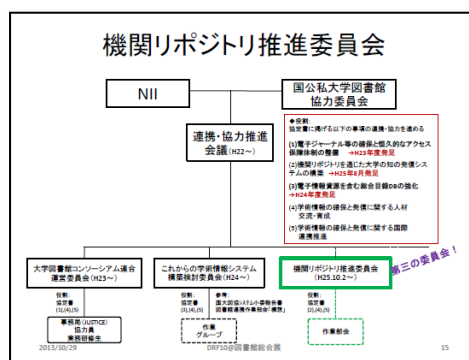 機関リポジトリ推進委員会
NII
国公私大学図書館
協力委員会
連携・協力推進
会議(H22~)
◆役割:
協定書に掲げる以下の事項の連携・協力を進める
(1)電子ジャーナル等の確保と恒久的なアクセス
保障体制の整備 →H23年度発足
(2)機関リポジトリを通じた大学の知の発信シス
テムの構築 →H25年8月発足
(3)電子情報資源を含む総合目録DBの強化
→H24年度発足
(4)学術情報の確保と発信に関する人材
交流・育成
(5)学術情報の確保と発信に関する国際
連携推進
第三の委員会!
大学図書館コンソーシアム連合
運営委員会(H23~)
これからの学術情報システム
構築検討委員会(H24~)
機関リポジトリ推進委員会
(H25.10.2~)
役割:
協定書
(1),(4),(5)
役割:
協定書
(3),(4),(5)
参考:
国大図協システム小委報告書
図書館連携作業部会「構想」
役割:
協定書
(2),(4),(5)
事務局(JUSTICE)
協力員
実務研修生
作業
グループ
作業部会
2013/10/29
DRF10@図書館総合展
15